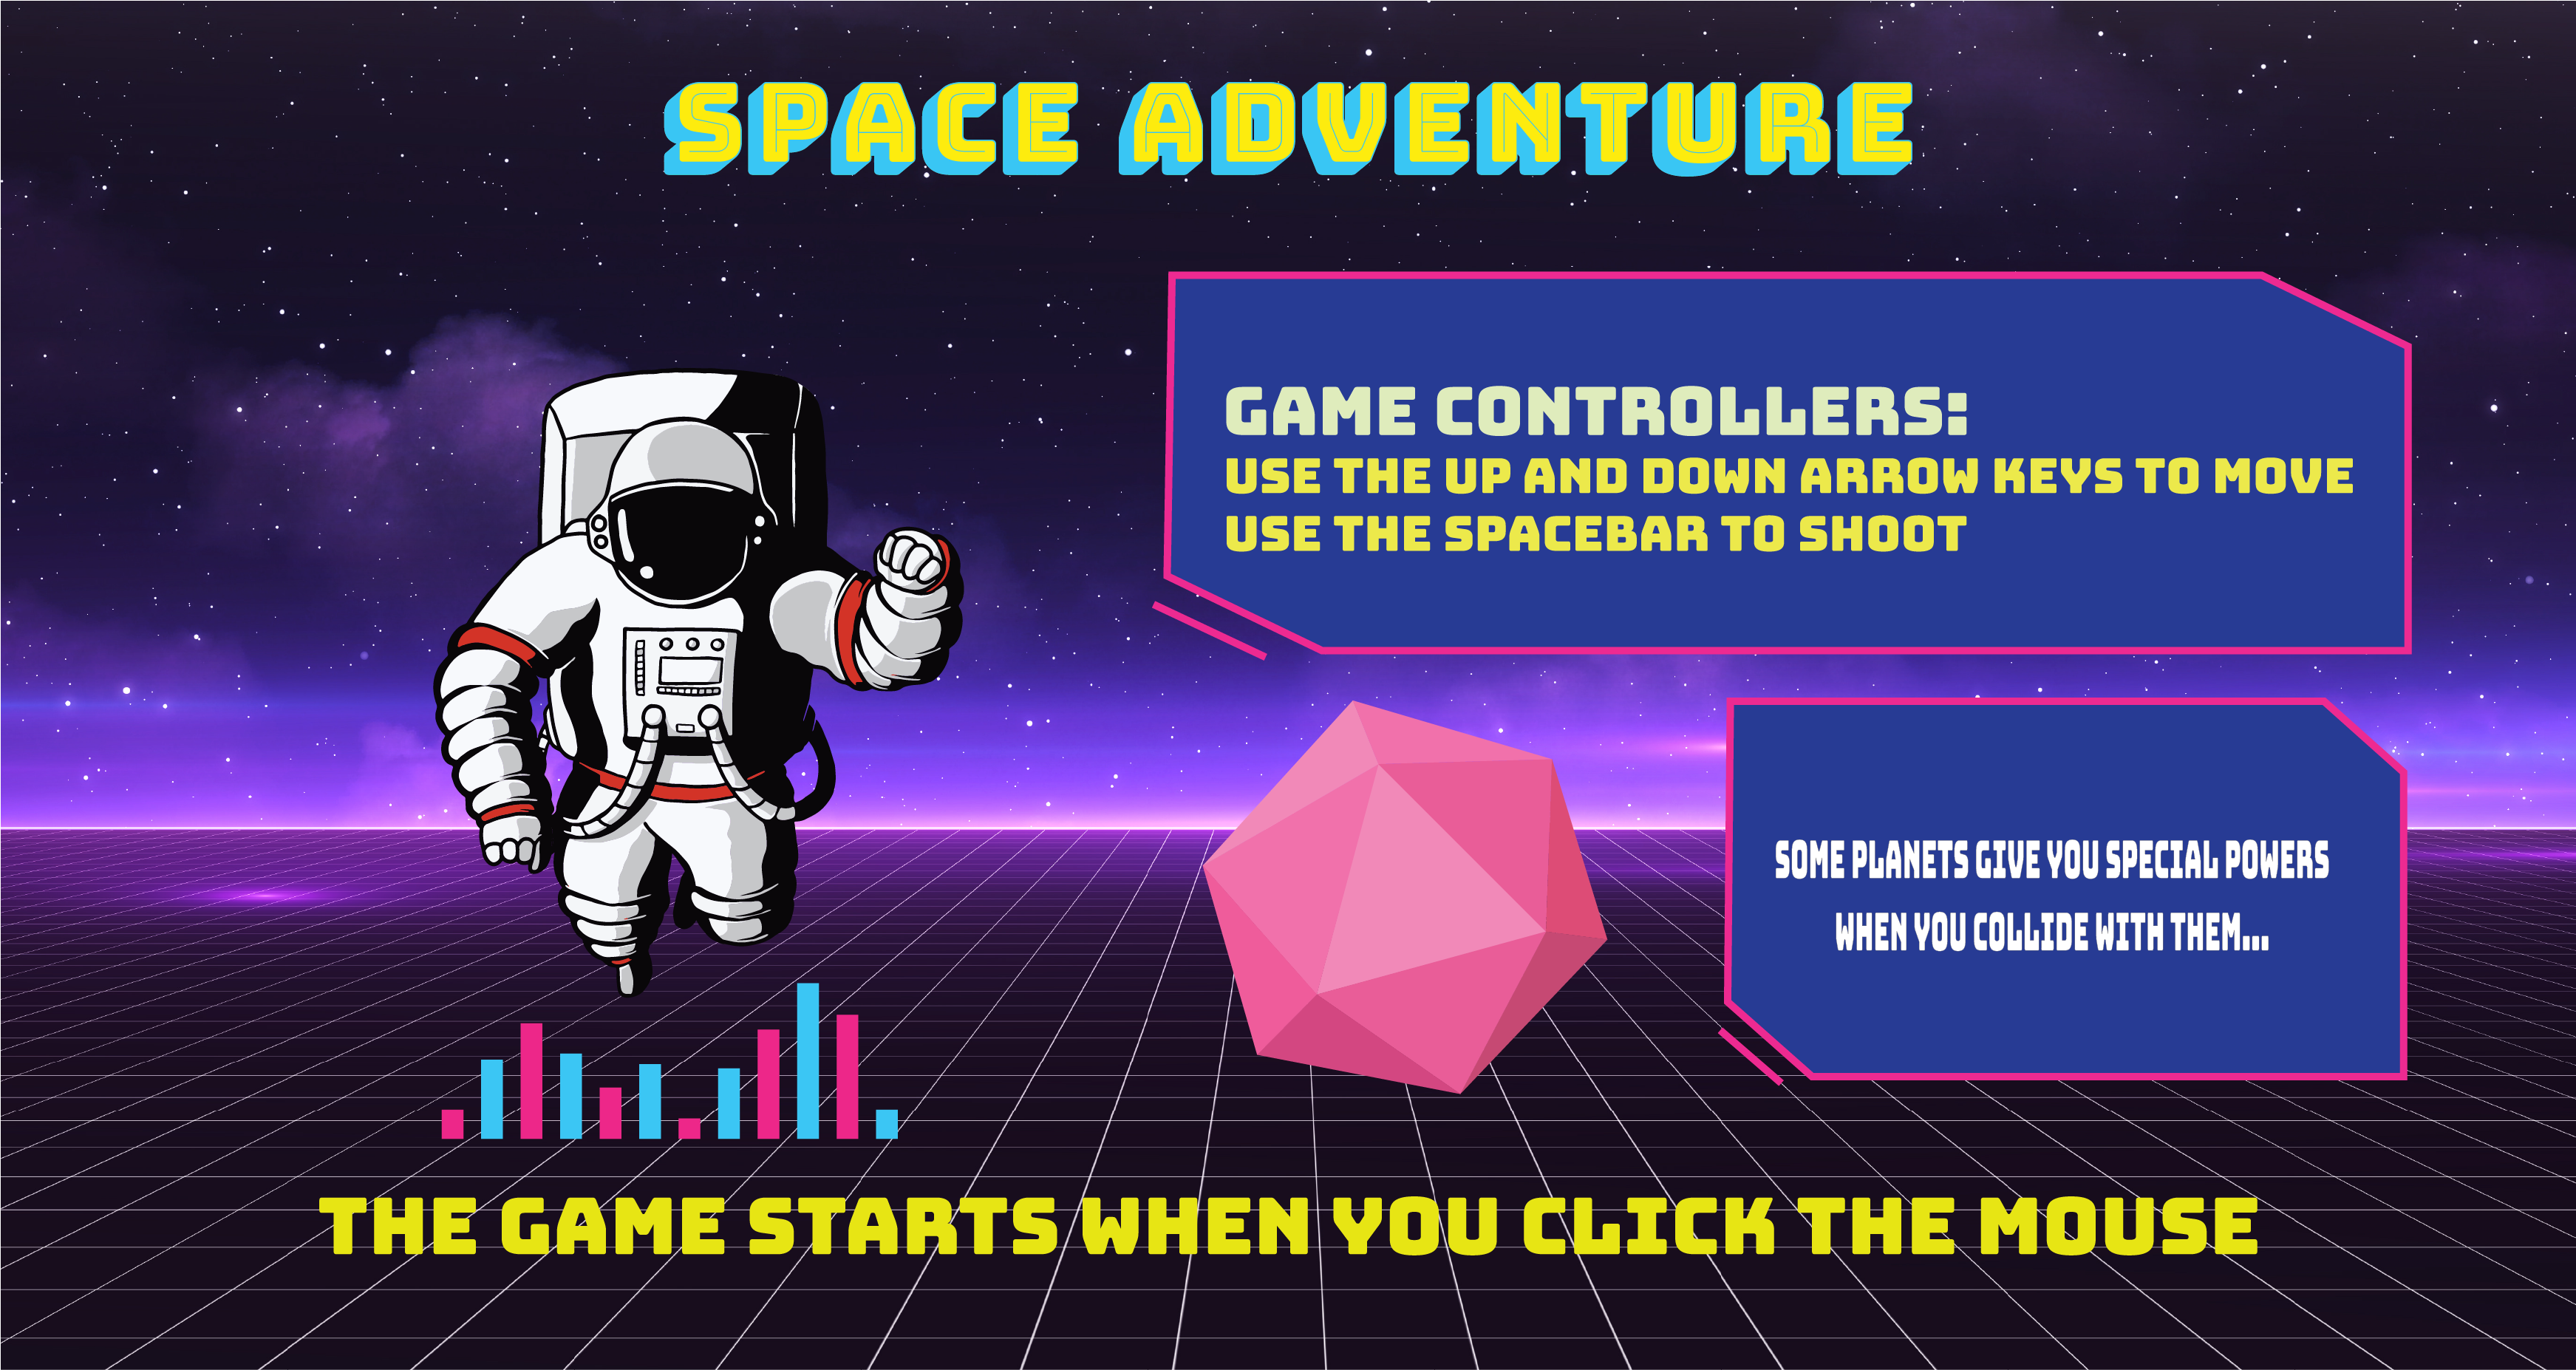 SPACE ADVENTURE
GAME CONTROLLERS:
USE THE UP AND DOWN ARROW KEYS TO MOVE
USE THE SPACEBAR TO SHOOT
SOME PLANETS GIVE YOU SPECIAL POWERS
WHEN YOU COLLIDE WITH THEM...
THE GAME STARTS WHEN YOU CLICK THE MOUSE